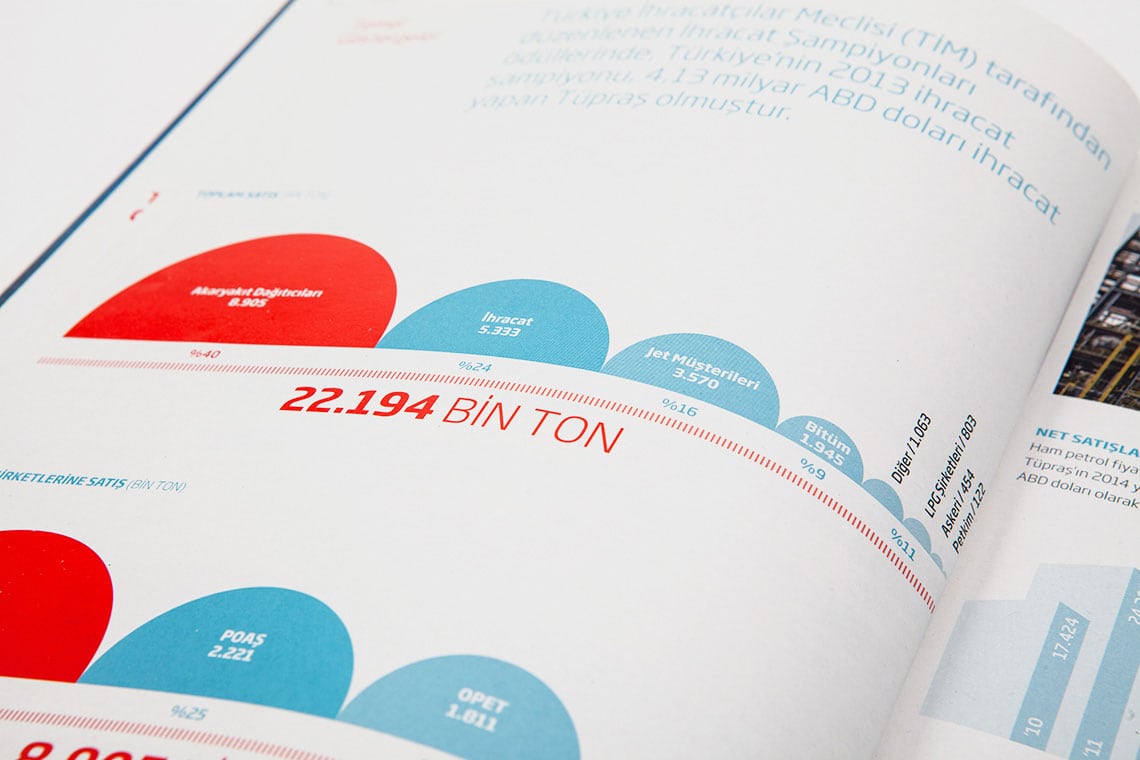 Türkiye İhracatçılar Meclisi (TİM) tarafından
düzenlenen İhracat Şampiyonları
ödüllerinde, Türkiye'nin 2013 ihracat
şampiyonu, 4,13 milyar ABD doları ihracat
yapan Tüpraş olmuştur.
TOPLAM SATIŞ (BİN TON)
Akaryakıt Dağıtıcıları
8.905
İhracat
5.333
Jet Müşterileri
3.570
Bitüm
1.945
Diğer / 1.063
LPG Şirketleri / 803
Askeri / 454
Petkim / 122
%40
%24
%16
%9
%11
22.194 BİN TON
ŞİRKETLERİNE SATIŞ (BİN TON)
POAŞ
2.221
OPET
1.811
%25
8.905
NET SATIŞLA
Ham petrol fiya
Tüpraş'ın 2014 y
ABD doları olarak
17.424
'10
'11